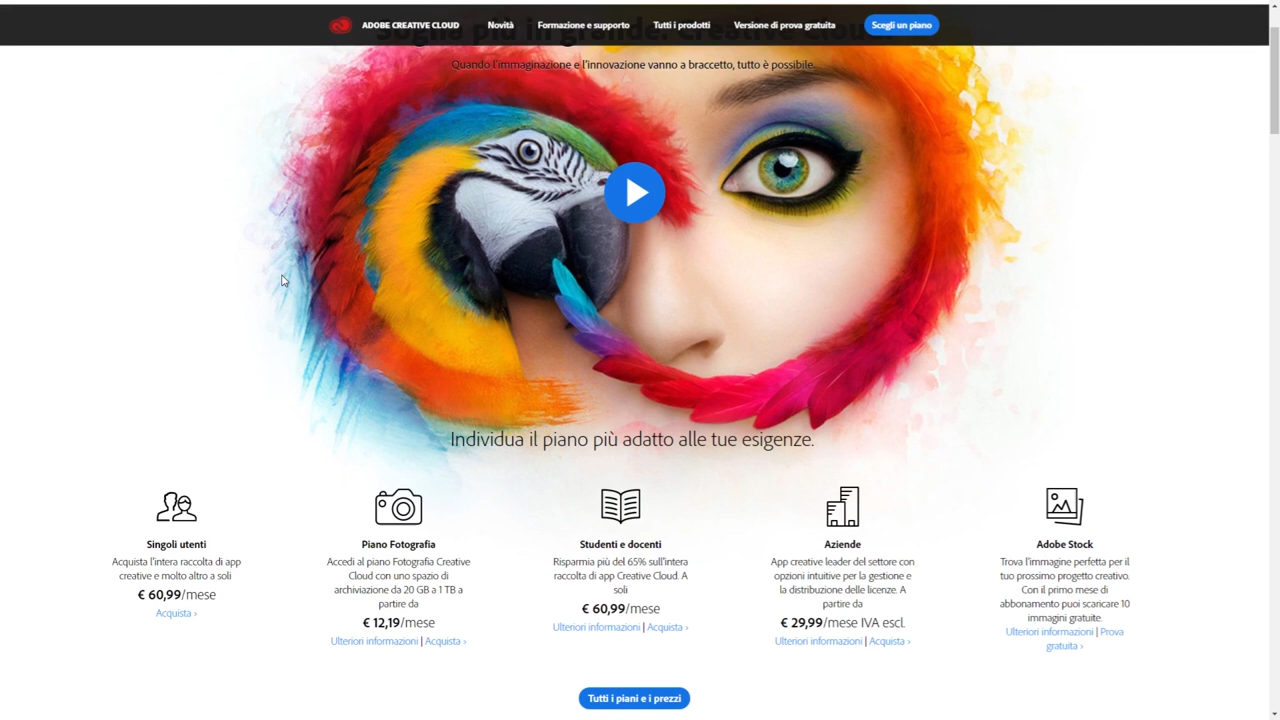 ADOBE CREATIVE CLOUD
Novità
Formazione e supporto
Tutti i prodotti
Versione di prova gratuita
Scegli un piano
Sogna più in grande. Creative Cloud
Quando l'immaginazione e l'innovazione vanno a braccetto, tutto è possibile.
Individua il piano più adatto alle tue esigenze.
Singoli utenti
Acquista l'intera raccolta di app
creative e molto altro a soli
€ 60,99/mese
Acquista ›
Piano Fotografia
Accedi al piano Fotografia Creative
Cloud con uno spazio di
archiviazione da 20 GB a 1 TB a
partire da
€ 12,19/mese
Ulteriori informazioni | Acquista ›
Studenti e docenti
Risparmia più del 65% sull'intera
raccolta di app Creative Cloud. A
soli
€ 60,99/mese
Ulteriori informazioni | Acquista ›
Aziende
App creative leader del settore con
opzioni intuitive per la gestione e
la distribuzione delle licenze. A
partire da
€ 29,99/mese IVA escl.
Ulteriori informazioni | Acquista ›
Adobe Stock
Trova l'immagine perfetta per il
tuo prossimo progetto creativo.
Con il primo mese di
abbonamento puoi scaricare 10
immagini gratuite.
Ulteriori informazioni | Prova
gratuita ›
Tutti i piani e i prezzi